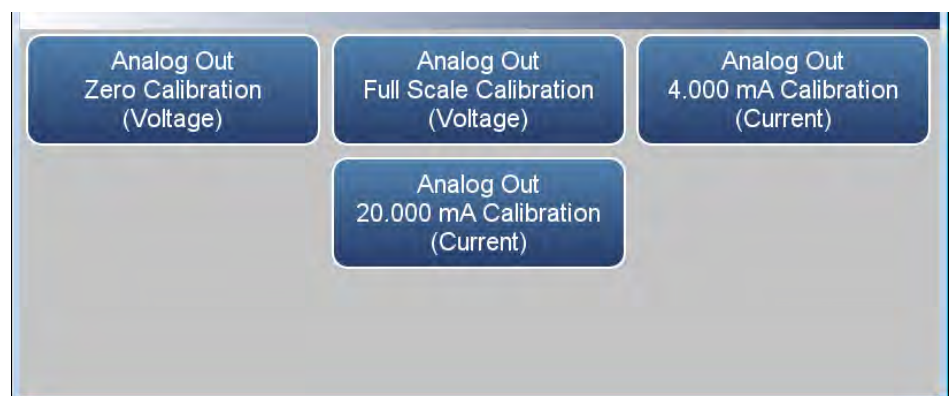 Analog Out
Zero Calibration
(Voltage)
Analog Out
Full Scale Calibration
(Voltage)
Analog Out
4.000 mA Calibration
(Current)
Analog Out
20.000 mA Calibration
(Current)